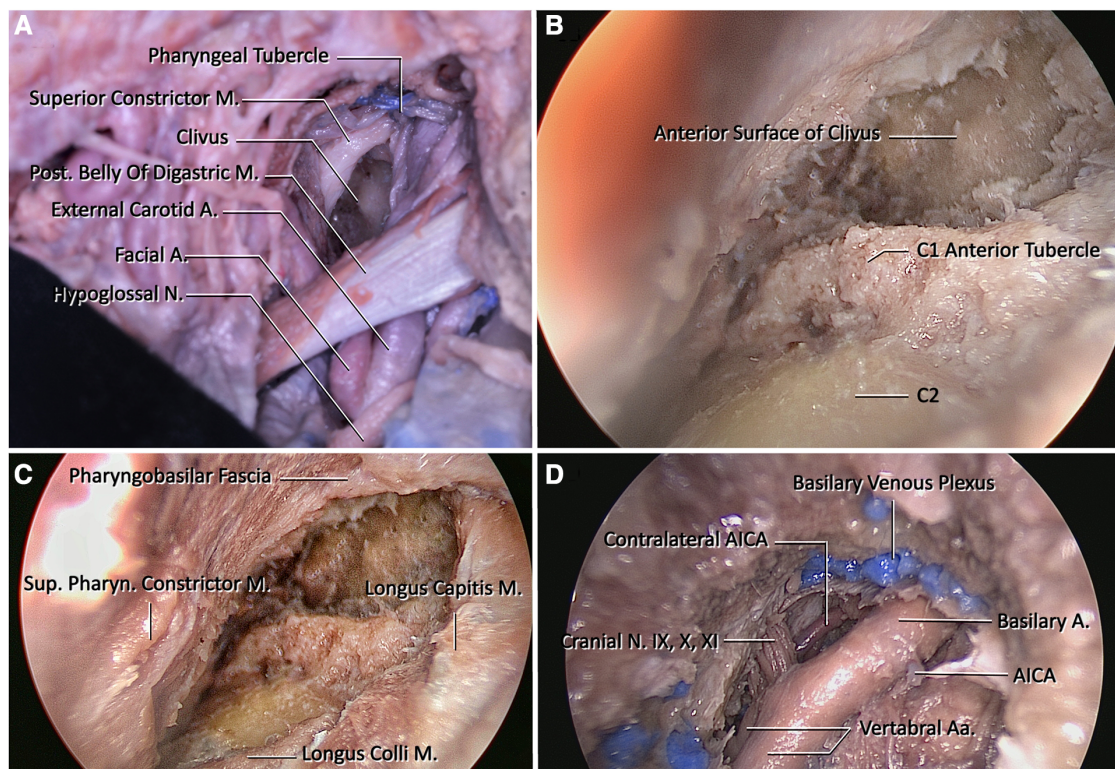 A
Pharyngeal Tubercle
Superior Constrictor M.
Clivus
Post. Belly Of Digastric M.
External Carotid A.
Facial A.
Hypoglossal N.
B
Anterior Surface of Clivus
C1 Anterior Tubercle
C2
C
Pharyngobasilar Fascia
Sup. Pharyn. Constrictor M.
Longus Capitis M.
Longus Colli M.
D
Basilary Venous Plexus
Contralateral AICA
Cranial N. IX, X, XI
Basilary A.
AICA
Vertabral Aa.